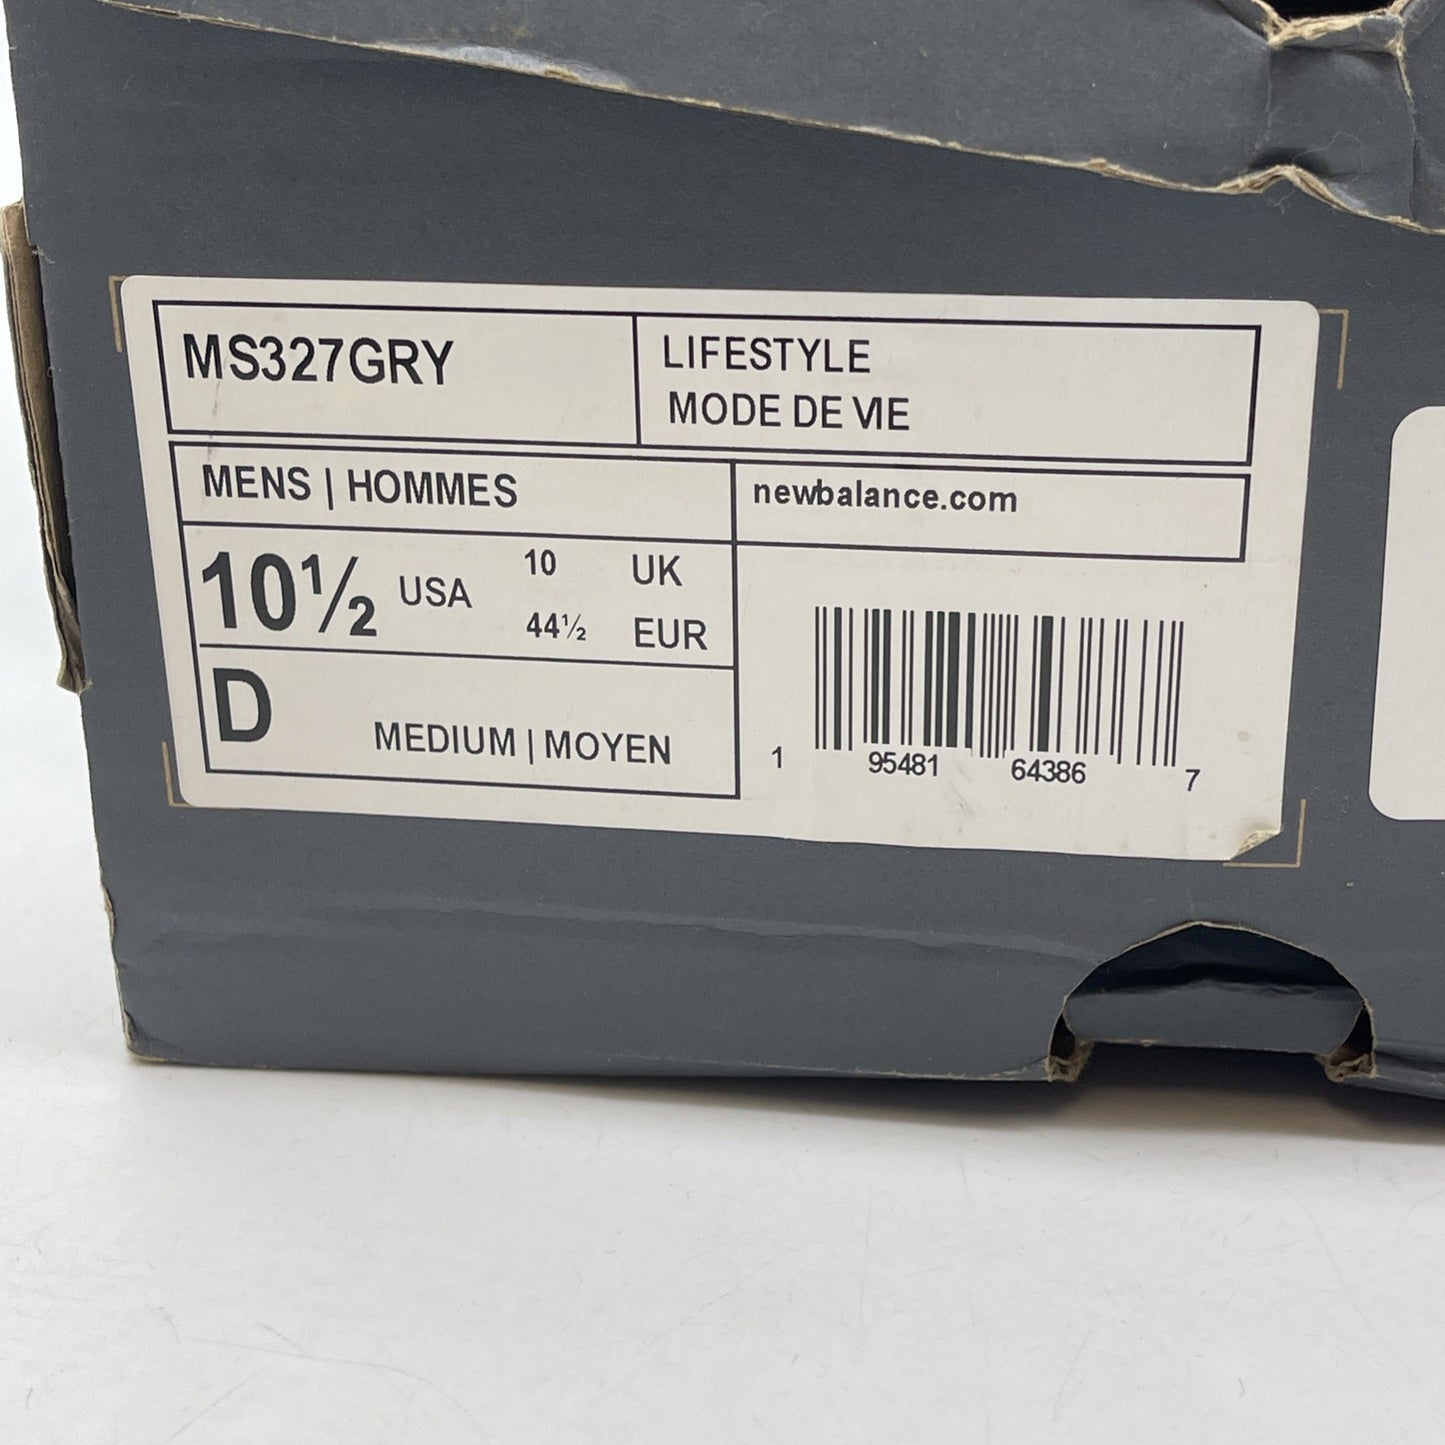 MS327GRY
LIFESTYLE
MODE DE VIE
MENS | HOMMES
newbalance.com
10½ USA
10 UK
44½ EUR
D
MEDIUM | MOYEN
1 95481 64386 7